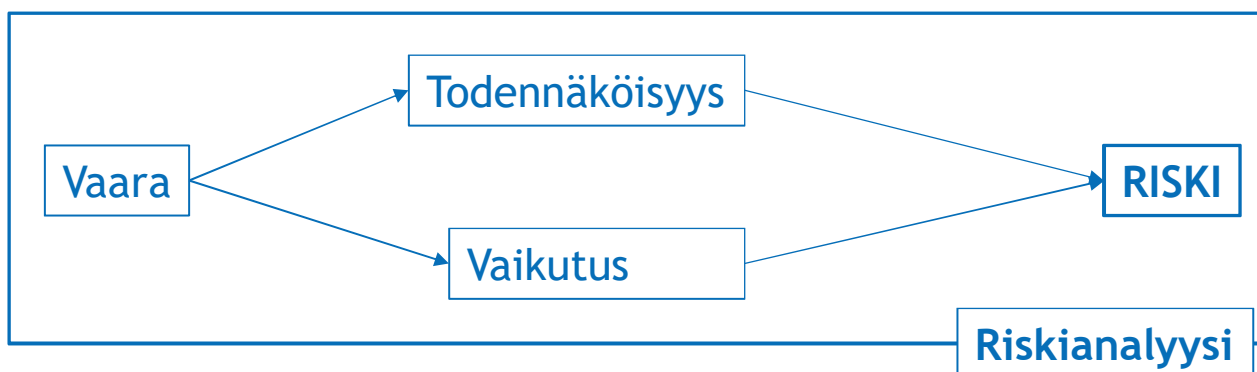 Todennäköisyys
Vaara
RISKI
Vaikutus
Riskianalyysi